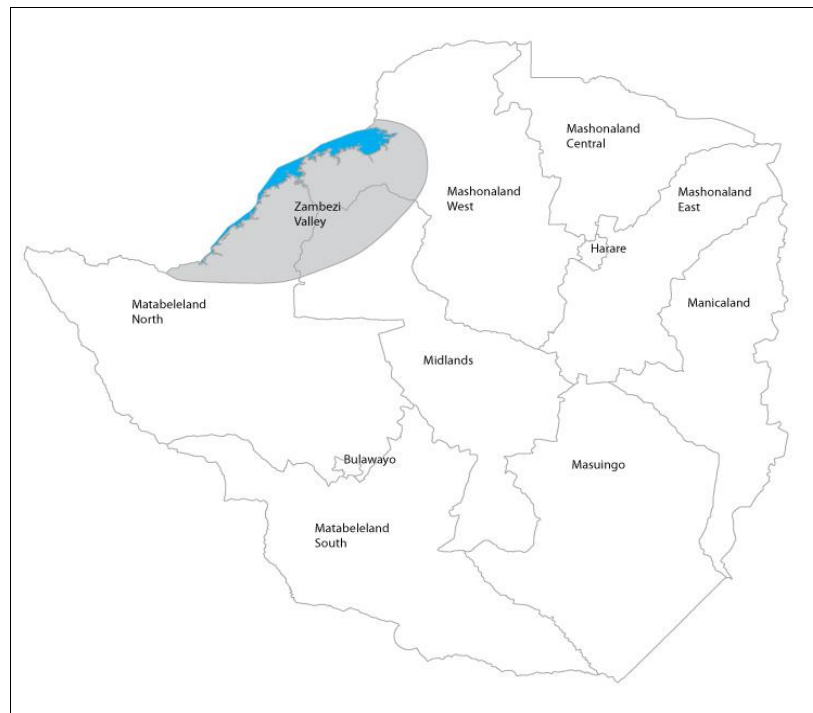 Mashonaland
Central
Mashonaland
West
Mashonaland
East
Zambezi
Valley
Harare
Matabeleland
North
Manicaland
Midlands
Bulawayo
Masuingo
Matabeleland
South